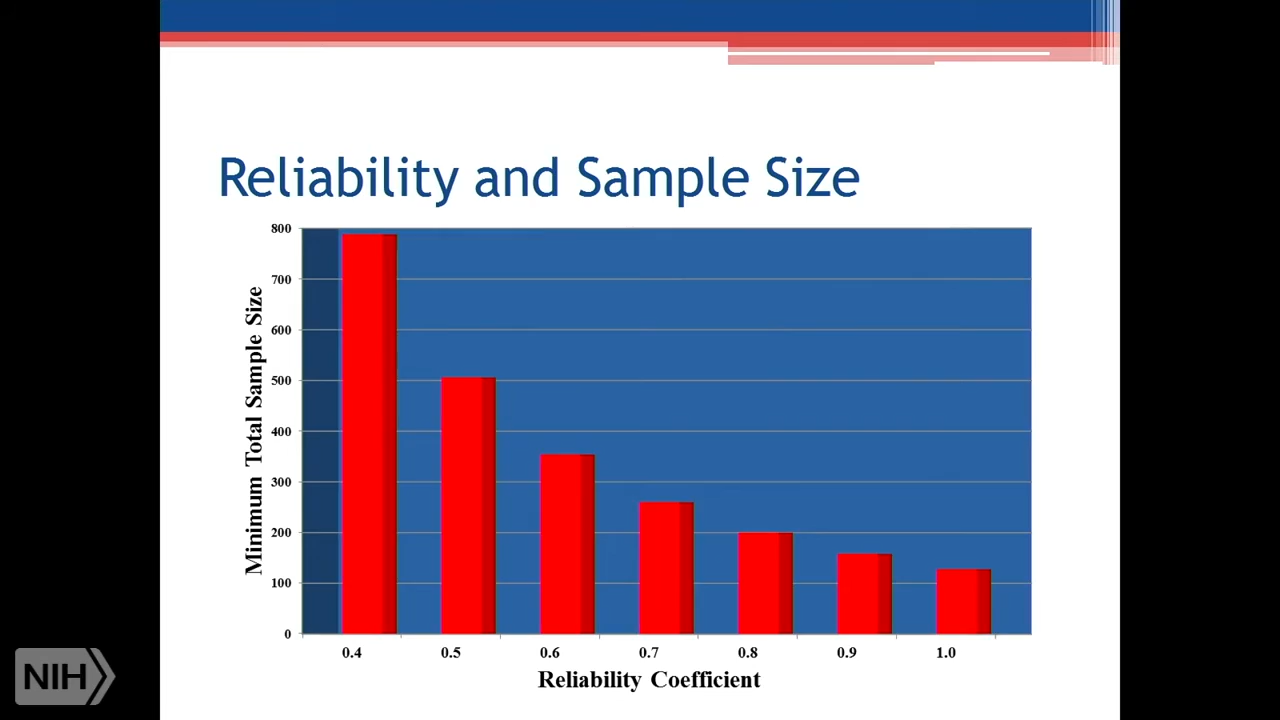 Reliability and Sample Size
800
700
600
500
400
300
200
100
0
Minimum Total Sample Size
0.4 0.5 0.6 0.7 0.8 0.9 1.0
Reliability Coefficient
NIH